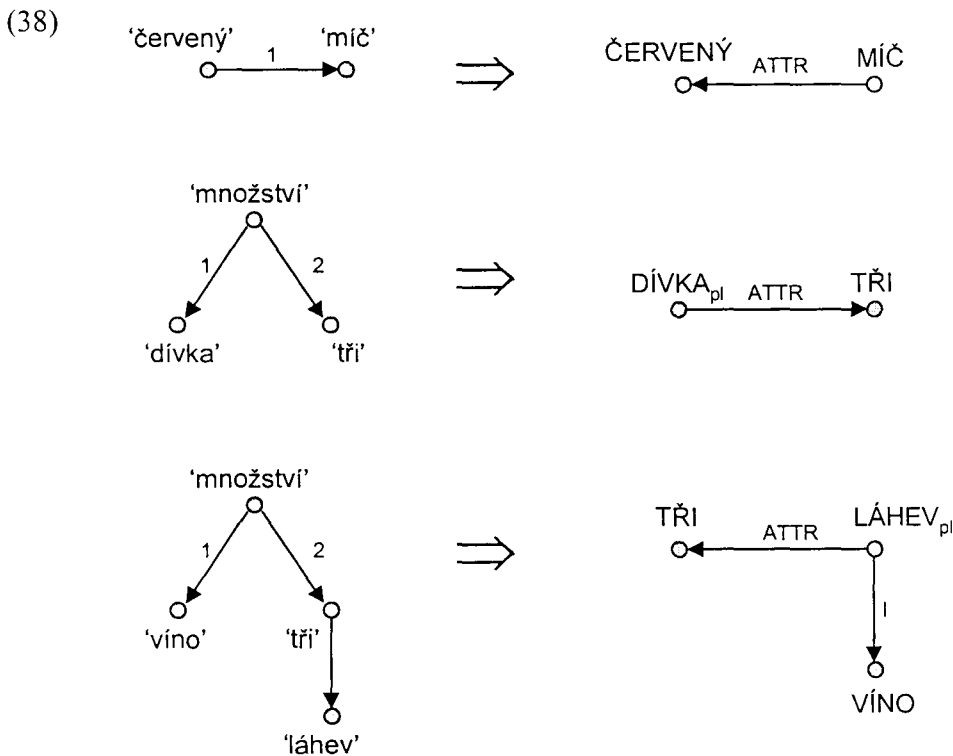 (38)
‘červený’ 1 ‘míč’ ČERVENÝ ATTR MÍČ
‘množství’
1 2
‘dívka’ ‘tři’
DÍVKApl ATTR TŘI
‘množství’
1 2
‘víno’ ‘tři’
‘láhev’
TŘI ATTR LÁHEVpl
I
VÍNO